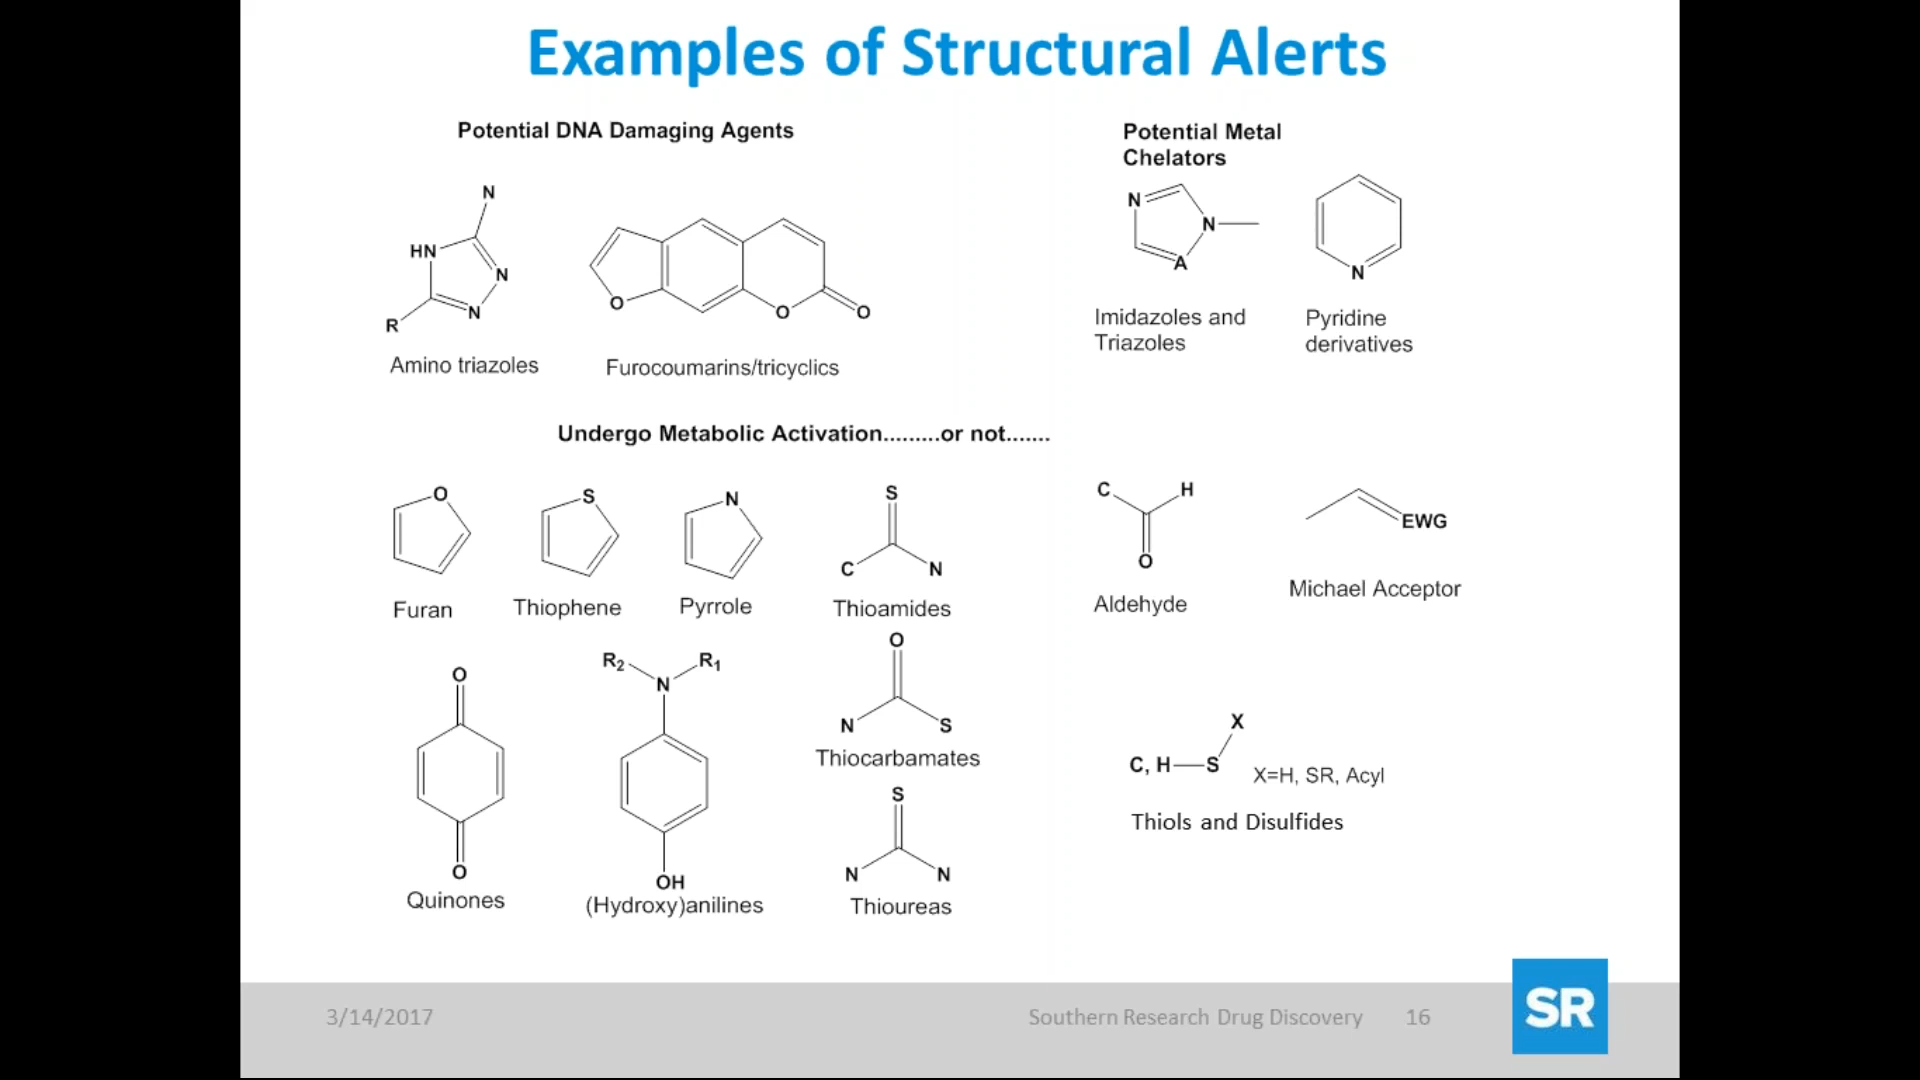 Examples of Structural Alerts
Potential DNA Damaging Agents
N
HN
N
N
R
Amino triazoles
O
O
O
Furocoumarins/tricyclics
Potential Metal
Chelators
N
N
A
Imidazoles and
Triazoles
N
Pyridine
derivatives
Undergo Metabolic Activation.........or not.......
O
Furan
S
Thiophene
N
Pyrrole
S
C
N
Thioamides
C
H
O
Aldehyde
EWG
Michael Acceptor
O
O
Quinones
R2
R1
N
OH
(Hydroxy)anilines
O
N
S
Thiocarbamates
S
N
N
Thioureas
X
C, H
S
X=H, SR, Acyl
Thiols and Disulfides
3/14/2017
Southern Research Drug Discovery
16
SR